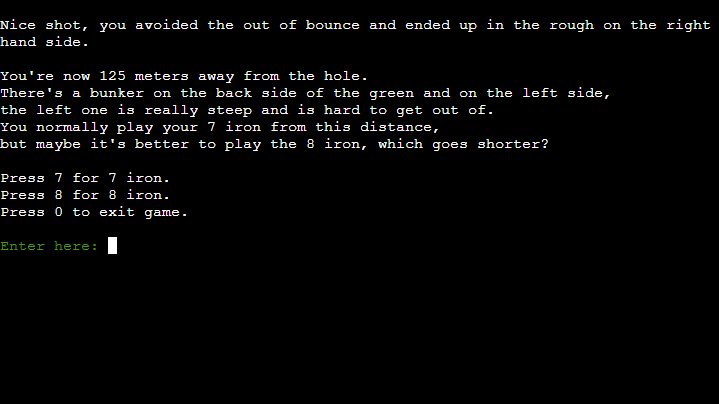 Nice shot, you avoided the out of bounce and ended up in the rough on the right
hand side.
You're now 125 meters away from the hole.
There's a bunker on the back side of the green and on the left side,
the left one is really steep and is hard to get out of.
You normally play your 7 iron from this distance,
but maybe it's better to play the 8 iron, which goes shorter?
Press 7 for 7 iron.
Press 8 for 8 iron.
Press 0 to exit game.
Enter here: